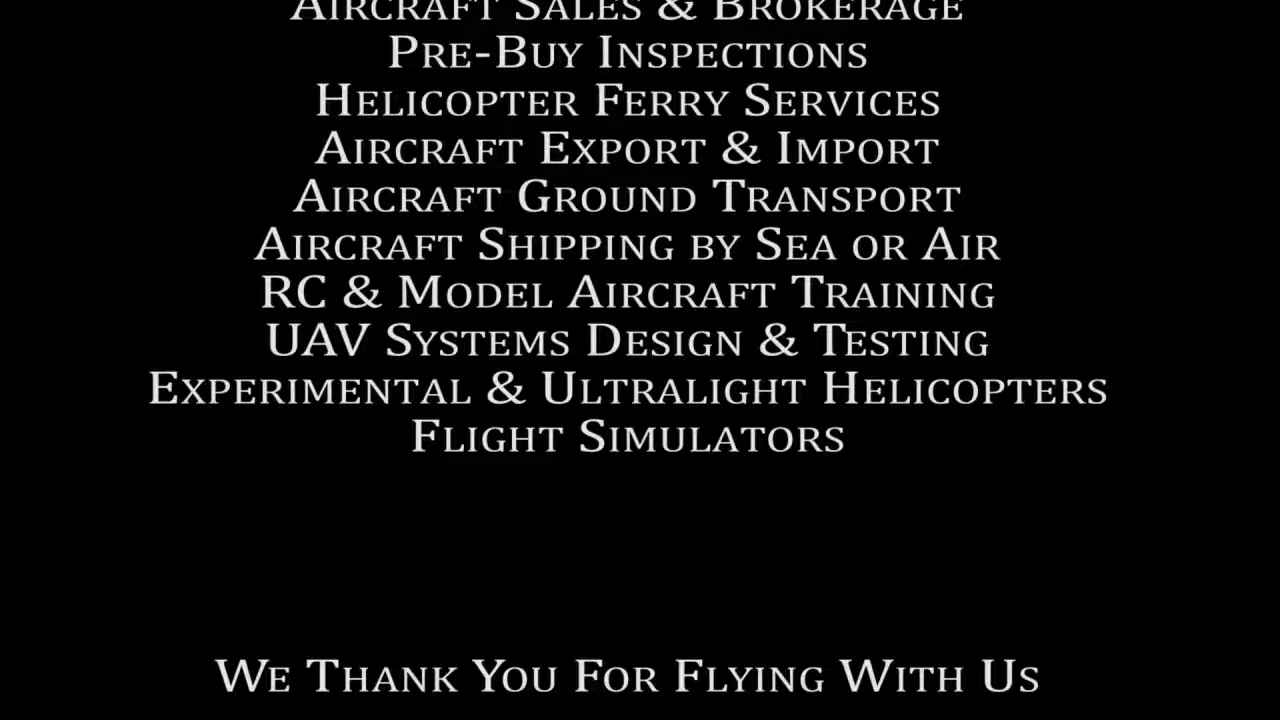 Aircraft Sales & Brokerage
Pre-Buy Inspections
Helicopter Ferry Services
Aircraft Export & Import
Aircraft Ground Transport
Aircraft Shipping by Sea or Air
RC & Model Aircraft Training
UAV Systems Design & Testing
Experimental & Ultralight Helicopters
Flight Simulators
We Thank You For Flying With Us